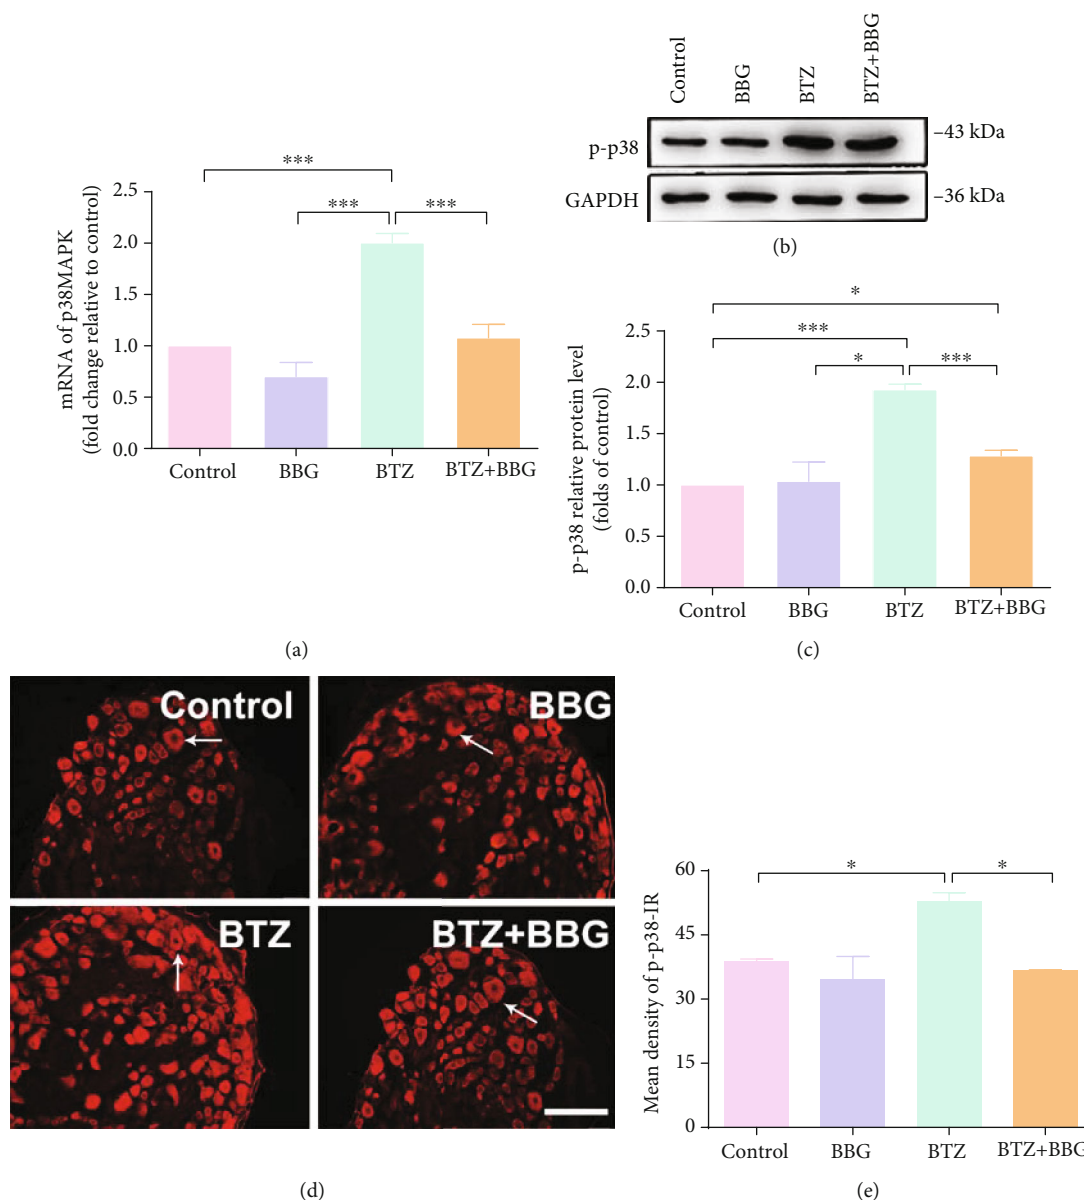 mRNA of p38MAPK
(fold change relative to control)
2.5
2.0
1.5
1.0
0.5
0.0
***
***
***
Control
BBG
BTZ
BTZ+BBG
(a)
Control
BBG
BTZ
BTZ+BBG
p-p38
–43 kDa
GAPDH
–36 kDa
(b)
p-p38 relative protein level
(folds of control)
2.5
2.0
1.5
1.0
0.5
0.0
*
***
*
***
Control
BBG
BTZ
BTZ+BBG
(c)
Control
BBG
BTZ
BTZ+BBG
(d)
Mean density of p-p38-IR
60
45
30
15
0
*
*
Control
BBG
BTZ
BTZ+BBG
(e)